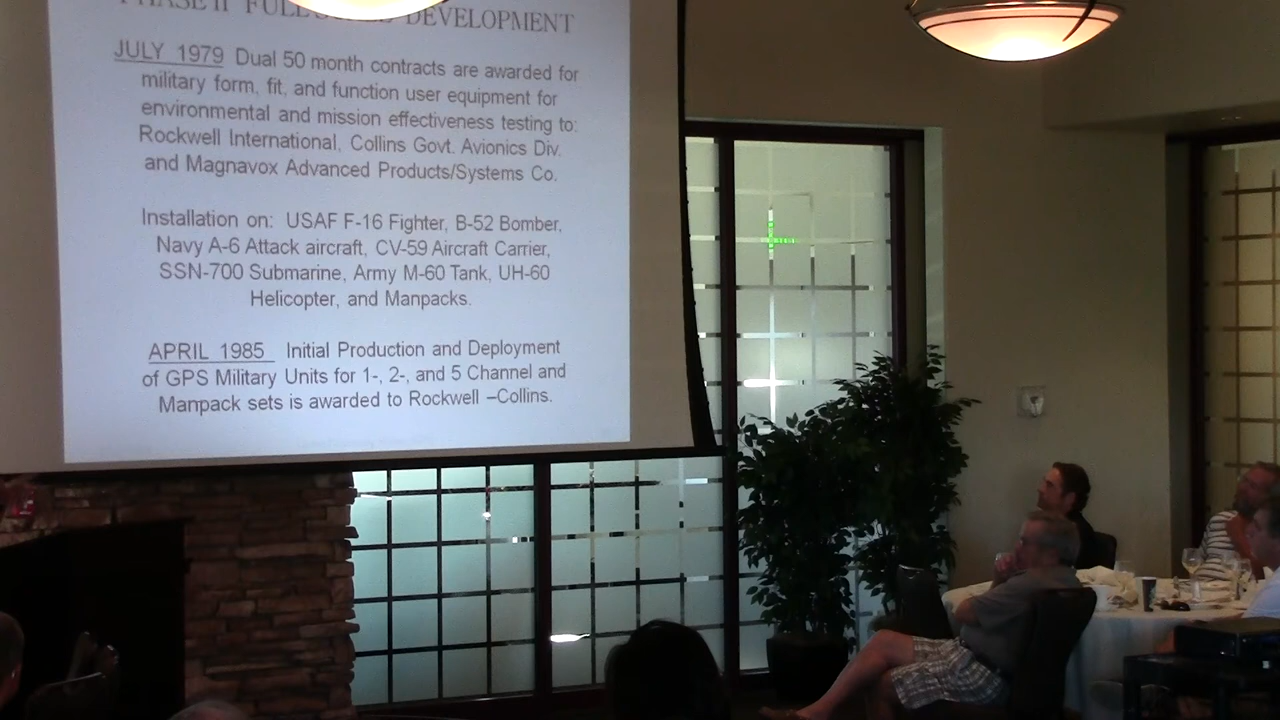 PHASE II FULL DEVELOPMENT
JULY 1979 Dual 50 month contracts are awarded for
military form, fit, and function user equipment for
environmental and mission effectiveness testing to:
Rockwell International, Collins Govt. Avionics Div.
and Magnavox Advanced Products/Systems Co.
Installation on: USAF F-16 Fighter, B-52 Bomber,
Navy A-6 Attack aircraft, CV-59 Aircraft Carrier,
SSN-700 Submarine, Army M-60 Tank, UH-60
Helicopter, and Manpacks.
APRIL 1985 Initial Production and Deployment
of GPS Military Units for 1-, 2-, and 5 Channel and
Manpack sets is awarded to Rockwell –Collins.